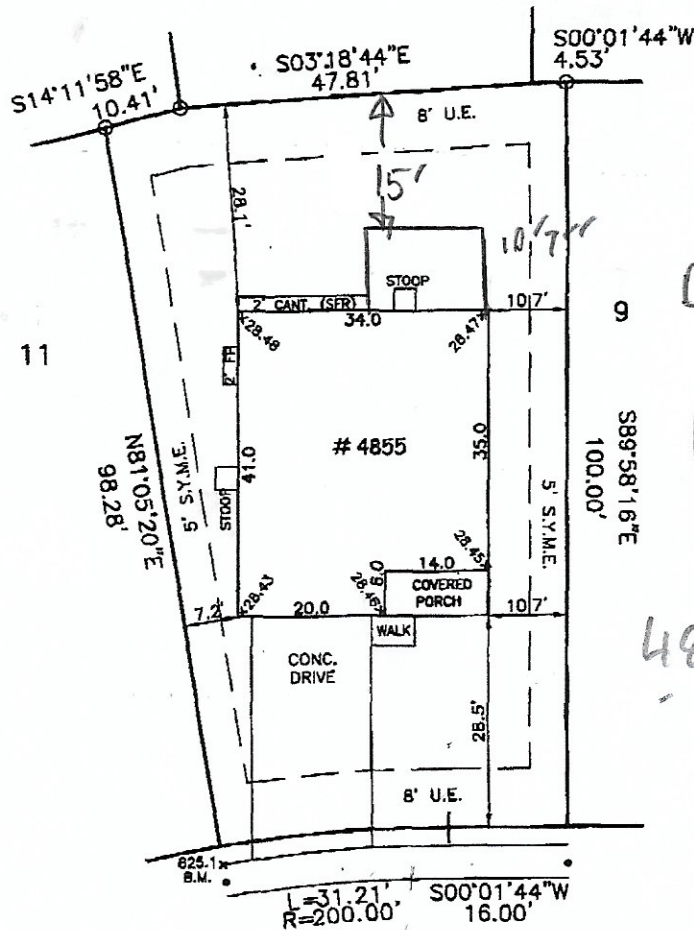 S00°01'44"W
4.53'
S03°18'44"E
47.81'
S14°11'58"E
10.41'
8' U.E.
15'
28.1'
10'7"
STOOP
2' CANT. (SFR)
34.0
10.7'
28.48
28.47
9
11
2' FP
# 4855
35.0
41.0
S89°58'16"E
100.00'
N81°05'20"E
98.28'
5' S.Y.M.E.
5' S.Y.M.E.
STOOP
28.45
14.0
6.0
COVERED
PORCH
28.43
28.46
7.2'
20.0
10.7'
WALK
CONC.
DRIVE
48
28.5'
8' U.E.
825.1
B.M.
L=31.21'
R=200.00'
S00°01'44"W
16.00'